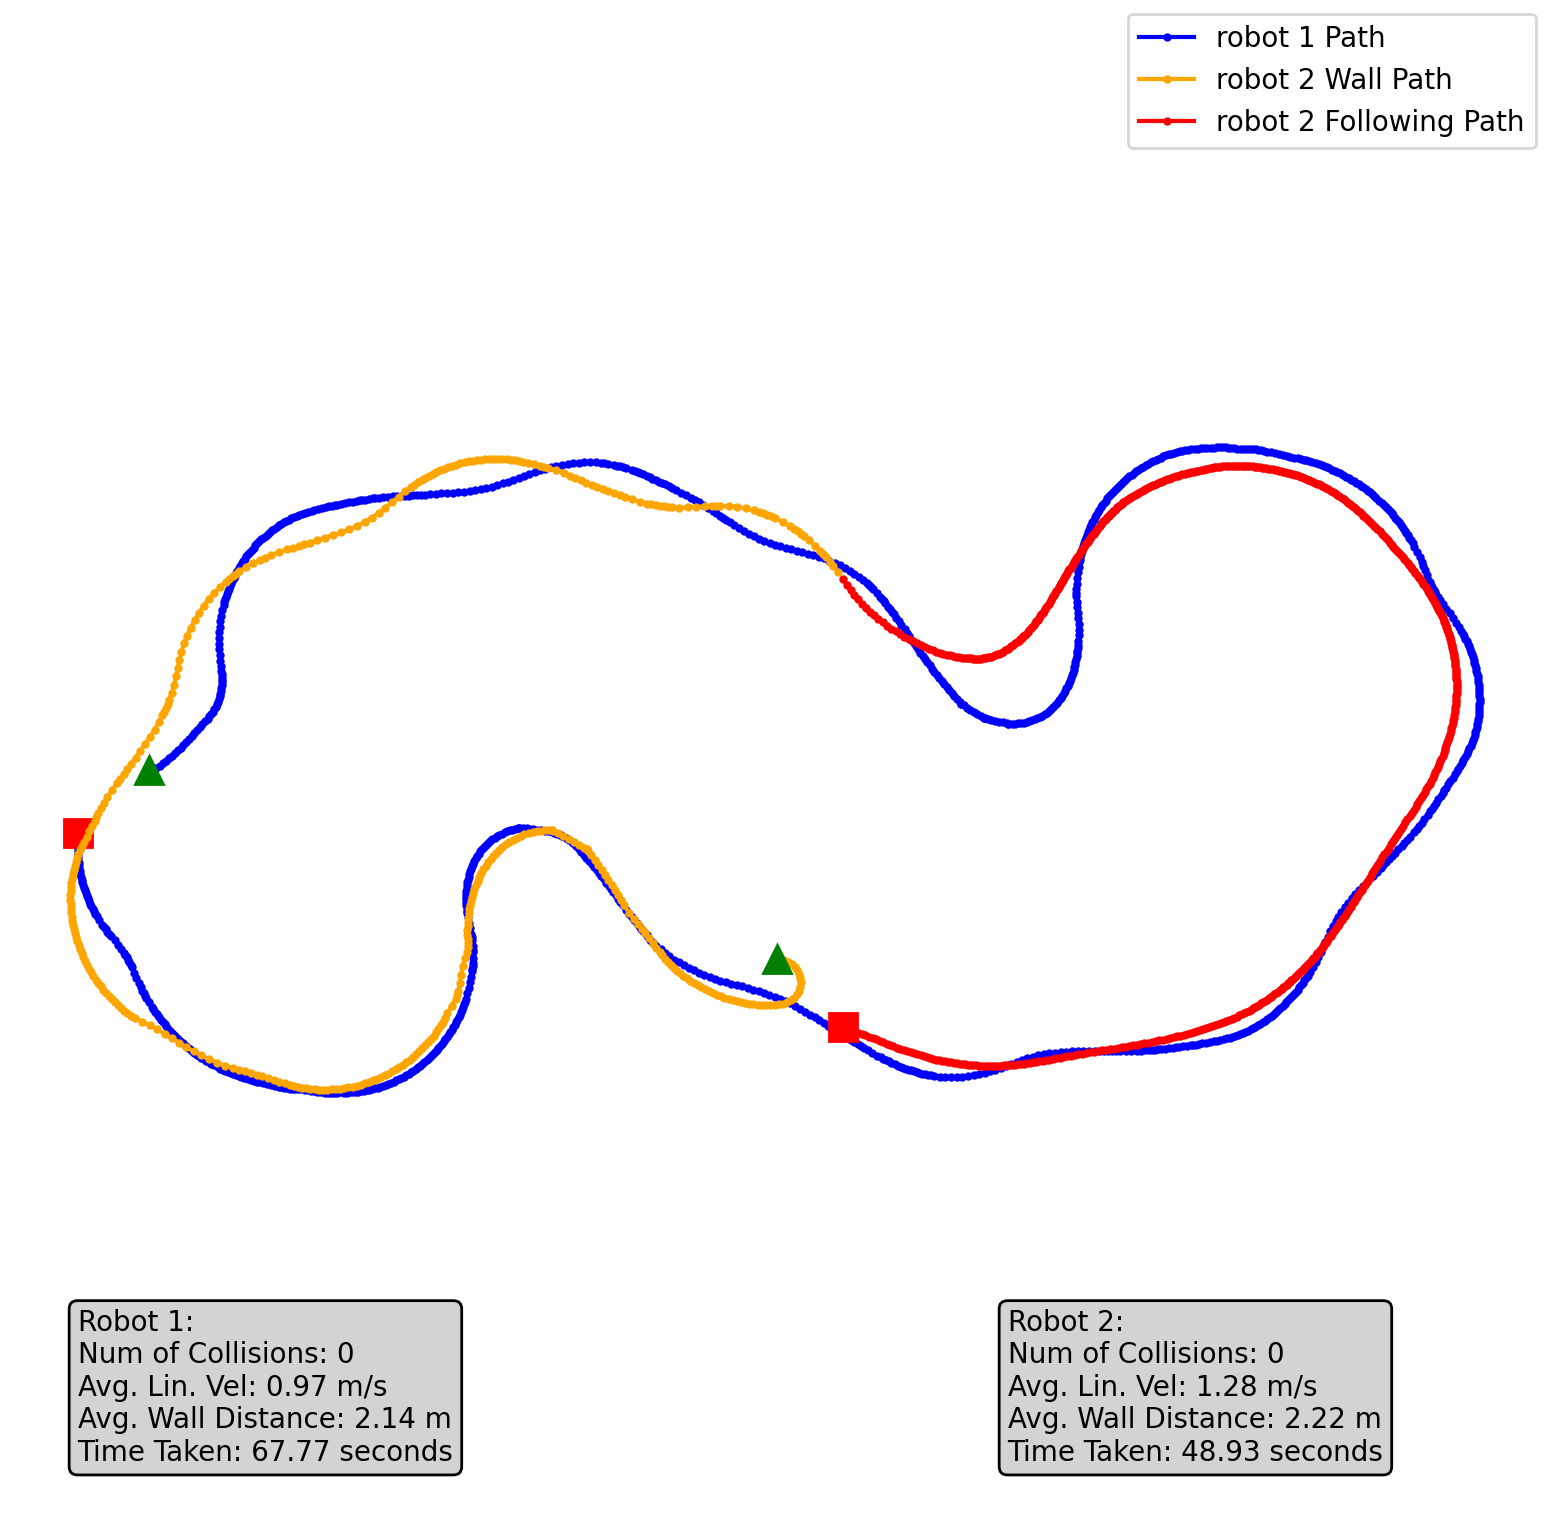 robot 1 Path
robot 2 Wall Path
robot 2 Following Path
Robot 1:
Num of Collisions: 0
Avg. Lin. Vel: 0.97 m/s
Avg. Wall Distance: 2.14 m
Time Taken: 67.77 seconds
Robot 2:
Num of Collisions: 0
Avg. Lin. Vel: 1.28 m/s
Avg. Wall Distance: 2.22 m
Time Taken: 48.93 seconds